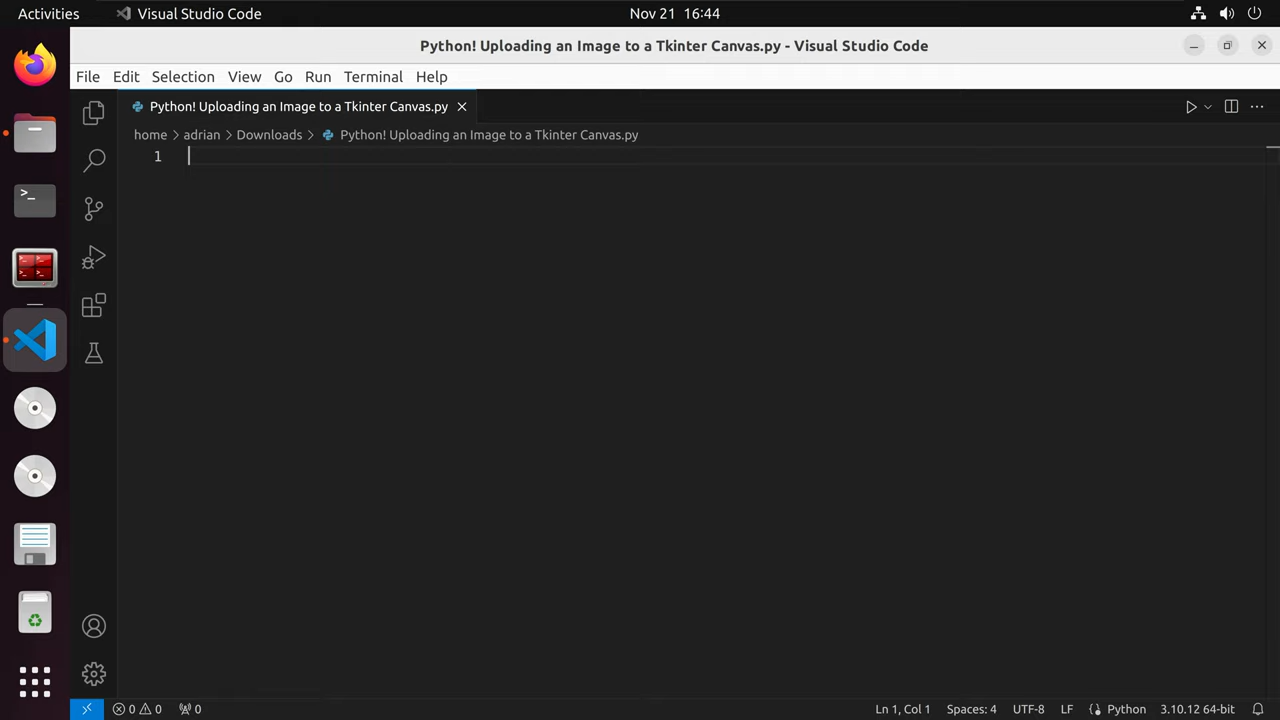 Activities Visual Studio Code Nov 21 16:44
Python! Uploading an Image to a Tkinter Canvas.py - Visual Studio Code
File Edit Selection View Go Run Terminal Help
Python! Uploading an Image to a Tkinter Canvas.py
home > adrian > Downloads > Python! Uploading an Image to a Tkinter Canvas.py
1
0 0 0 Ln 1, Col 1 Spaces: 4 UTF-8 LF Python 3.10.12 64-bit